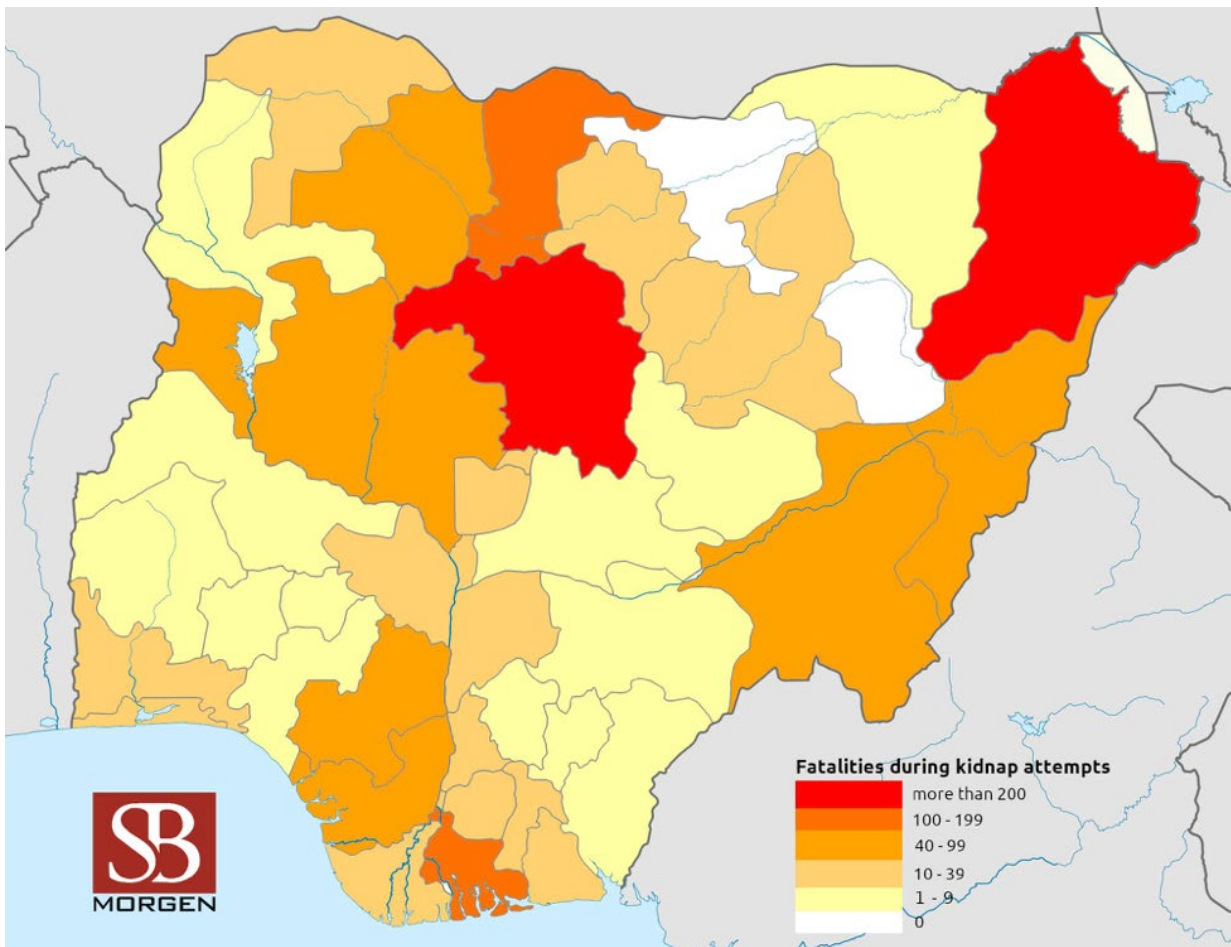 Fatalities during kidnap attempts
more than 200
100 - 199
40 - 99
10 - 39
1 - 9
0
SB
MORGEN